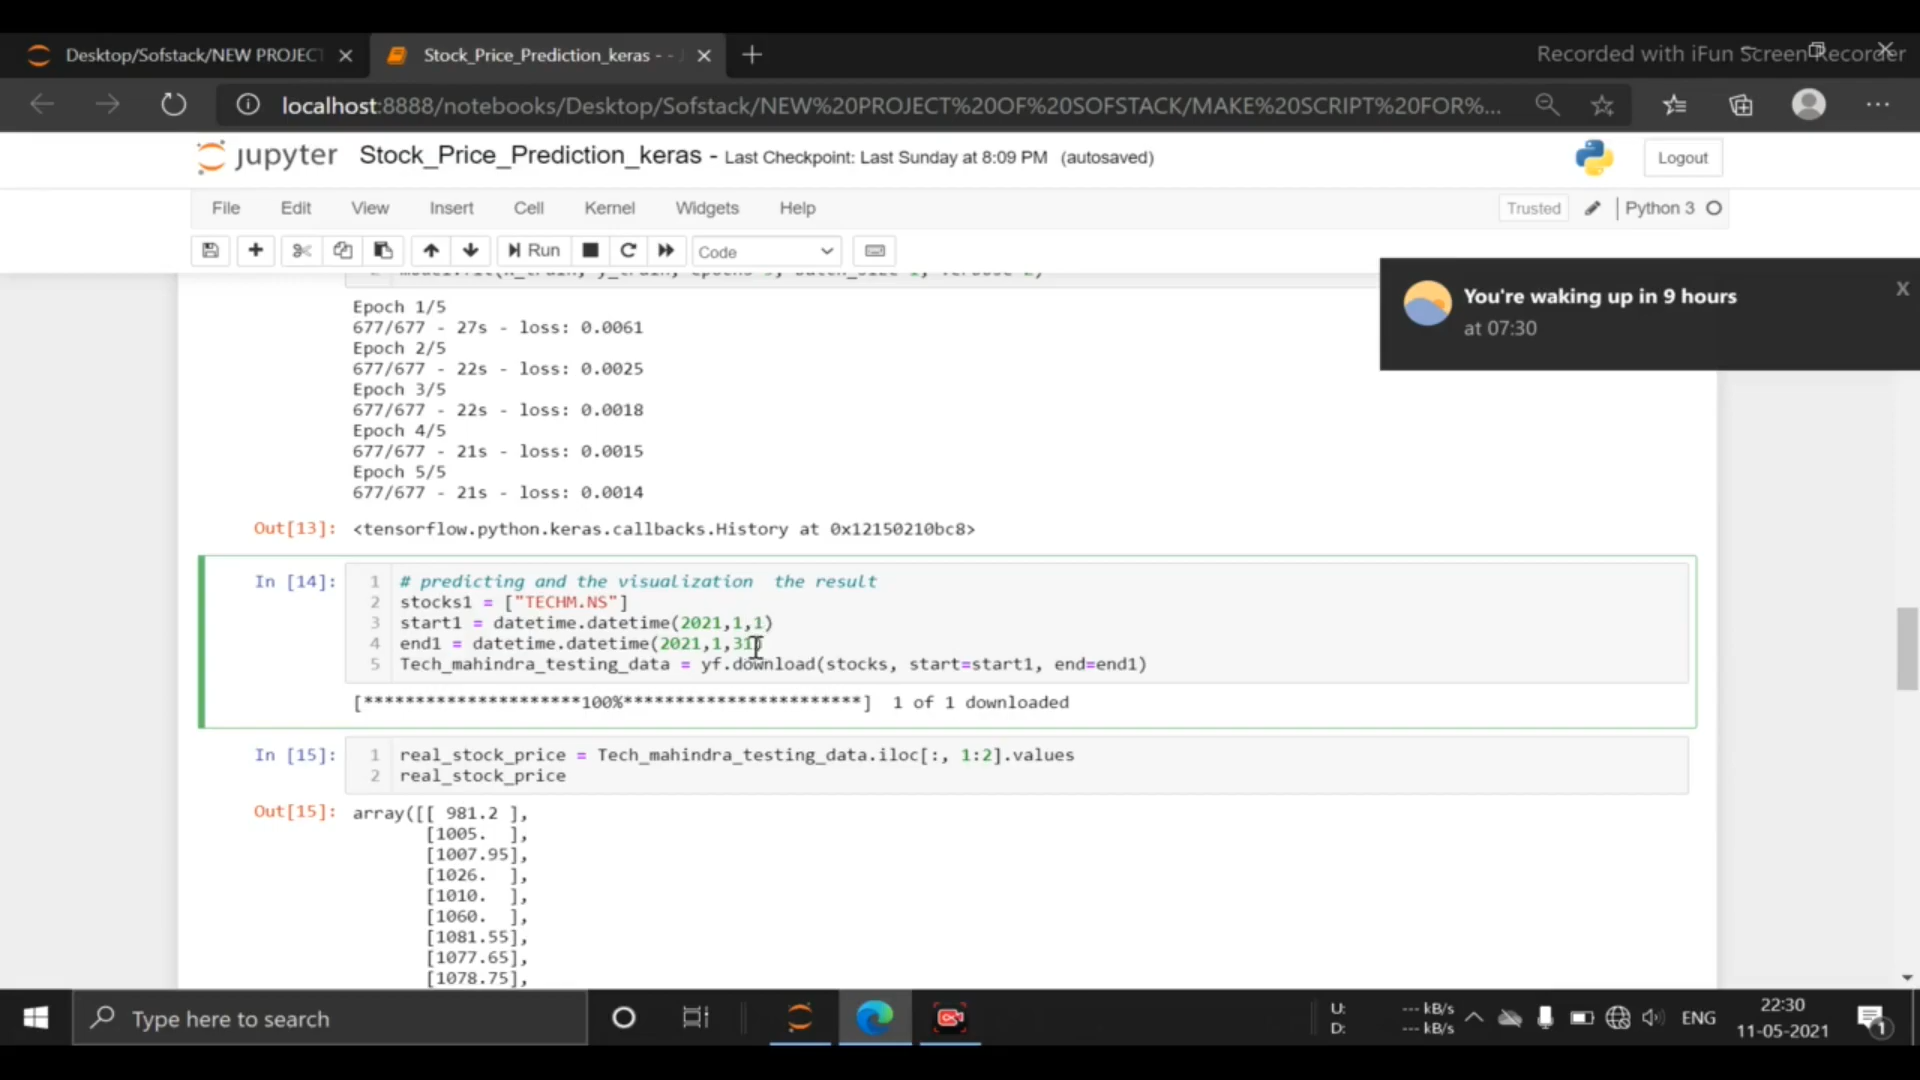 Desktop/Sofstack/NEW PROJECT
Stock_Price_Prediction_keras - -
Recorded with iFun Screen Recorder
localhost:8888/notebooks/Desktop/Sofstack/NEW%20PROJECT%20OF%20SOFSTACK/MAKE%20SCRIPT%20FOR%...
jupyter Stock_Price_Prediction_keras - Last Checkpoint: Last Sunday at 8:09 PM (autosaved)
Logout
File Edit View Insert Cell Kernel Widgets Help
Trusted Python 3
Run Code
You're waking up in 9 hours
at 07:30
Epoch 1/5
677/677 - 27s - loss: 0.0061
Epoch 2/5
677/677 - 22s - loss: 0.0025
Epoch 3/5
677/677 - 22s - loss: 0.0018
Epoch 4/5
677/677 - 21s - loss: 0.0015
Epoch 5/5
677/677 - 21s - loss: 0.0014
Out[13]: <tensorflow.python.keras.callbacks.History at 0x12150210bc8>
In [14]: 1 # predicting and the visualization  the result
2 stocks1 = ["TECHM.NS"]
3 start1 = datetime.datetime(2021,1,1)
4 end1 = datetime.datetime(2021,1,31)
5 Tech_mahindra_testing_data = yf.download(stocks, start=start1, end=end1)
[*********************100%***********************]  1 of 1 downloaded
In [15]: 1 real_stock_price = Tech_mahindra_testing_data.iloc[:, 1:2].values
2 real_stock_price
Out[15]: array([[ 981.2 ],
[1005.  ],
[1007.95],
[1026.  ],
[1010.  ],
[1060.  ],
[1081.55],
[1077.65],
[1078.75],
Type here to search
U: --- kB/s
D: --- kB/s
ENG
22:30
11-05-2021
1